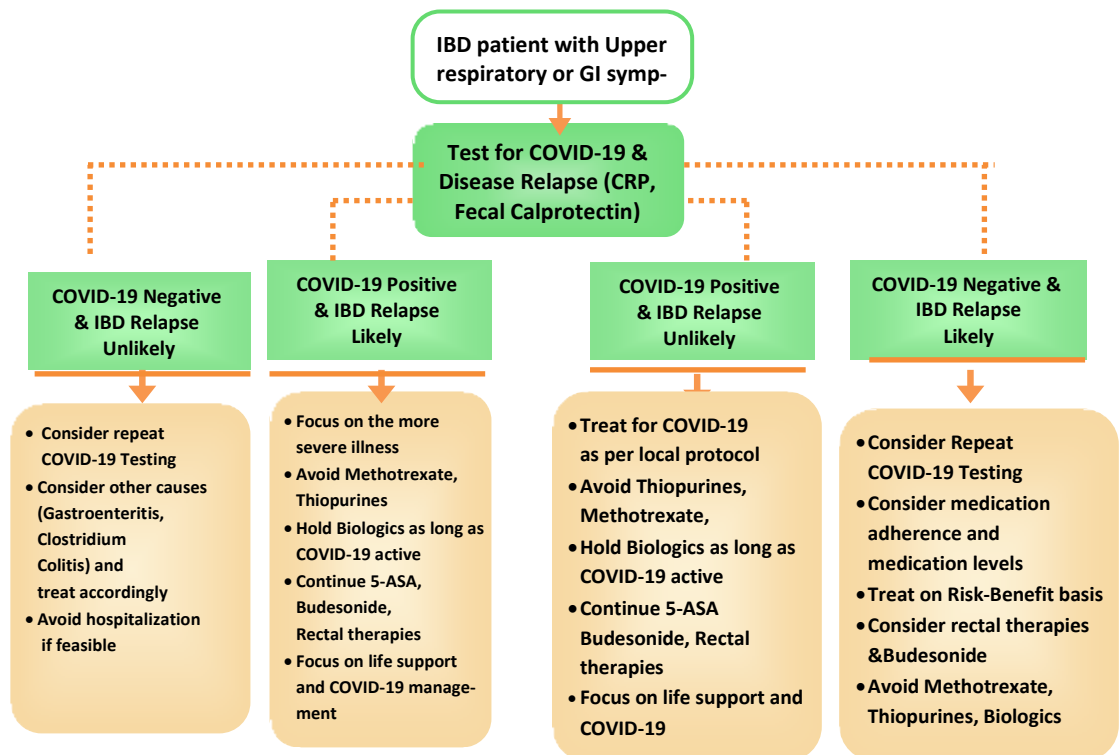 IBD patient with Upper
respiratory or GI symp-
Test for COVID-19 &
Disease Relapse (CRP,
Fecal Calprotectin)
COVID-19 Negative
& IBD Relapse
Unlikely
COVID-19 Positive
& IBD Relapse
Likely
COVID-19 Positive
& IBD Relapse
Unlikely
COVID-19 Negative &
IBD Relapse
Likely
• Consider repeat
COVID-19 Testing
• Consider other causes
(Gastroenteritis,
Clostridium
Colitis) and
treat accordingly
• Avoid hospitalization
if feasible
• Focus on the more
severe illness
• Avoid Methotrexate,
Thiopurines
• Hold Biologics as long as
COVID-19 active
• Continue 5-ASA,
Budesonide,
Rectal therapies
• Focus on life support
and COVID-19 manage-
ment
• Treat for COVID-19
as per local protocol
• Avoid Thiopurines,
Methotrexate,
• Hold Biologics as long as
COVID-19 active
• Continue 5-ASA
Budesonide, Rectal
therapies
• Focus on life support and
COVID-19
• Consider Repeat
COVID-19 Testing
• Consider medication
adherence and
medication levels
• Treat on Risk-Benefit basis
• Consider rectal therapies
&Budesonide
• Avoid Methotrexate,
Thiopurines, Biologics